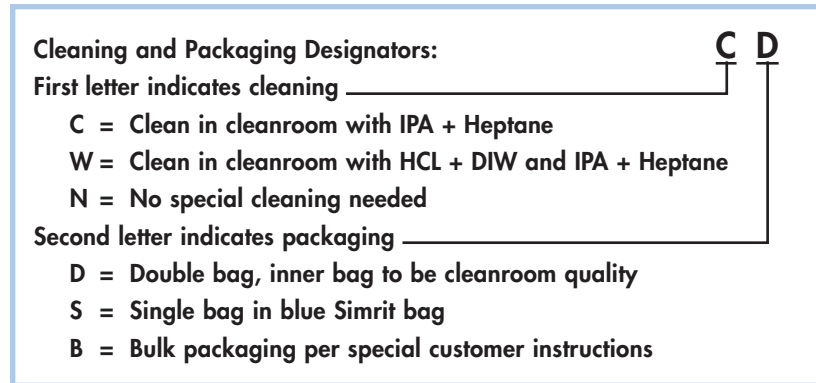 Cleaning and Packaging Designators: C D
First letter indicates cleaning
C = Clean in cleanroom with IPA + Heptane
W = Clean in cleanroom with HCL + DIW and IPA + Heptane
N = No special cleaning needed
Second letter indicates packaging
D = Double bag, inner bag to be cleanroom quality
S = Single bag in blue Simrit bag
B = Bulk packaging per special customer instructions